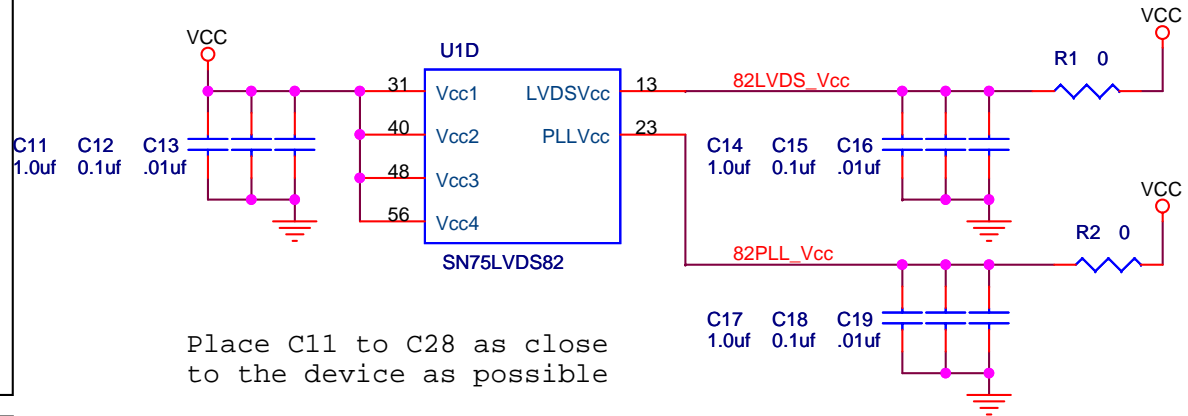 VCC
U1D
VCC
R1 0
31 Vcc1 LVDSVcc 13 82LVDS_Vcc
40 Vcc2 PLLVcc 23
C11 C12 C13
1.0uf 0.1uf .01uf
C14 C15 C16
1.0uf 0.1uf .01uf
48 Vcc3
56 Vcc4
SN75LVDS82
VCC
R2 0
82PLL_Vcc
C17 C18 C19
1.0uf 0.1uf .01uf
Place C11 to C28 as close
to the device as possible